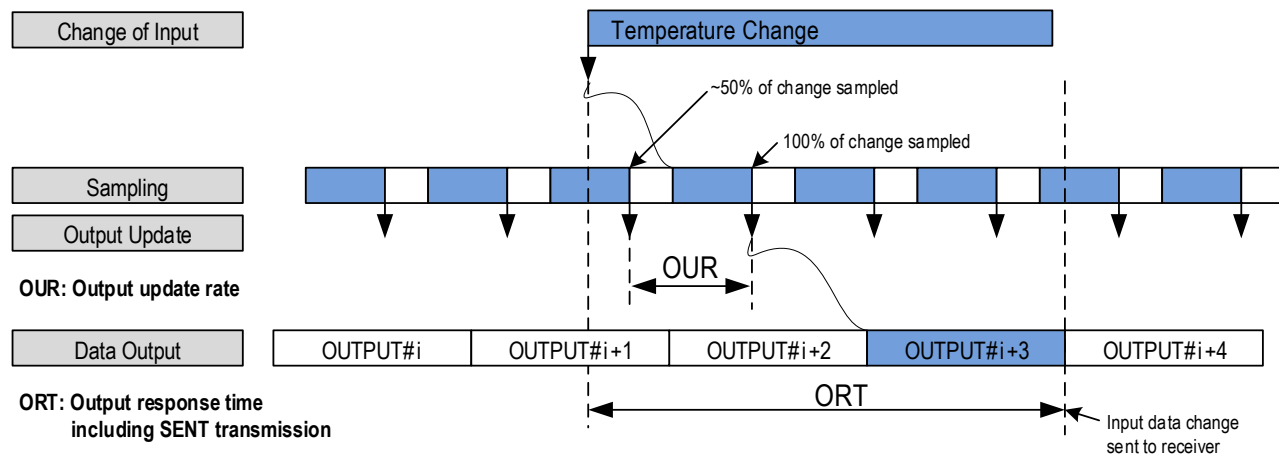 Change of Input
Temperature Change
~50% of change sampled
100% of change sampled
Sampling
Output Update
OUR
OUR: Output update rate
Data Output
OUTPUT#i
OUTPUT#i+1
OUTPUT#i+2
OUTPUT#i+3
OUTPUT#i+4
ORT
ORT: Output response time
including SENT transmission
Input data change
sent to receiver